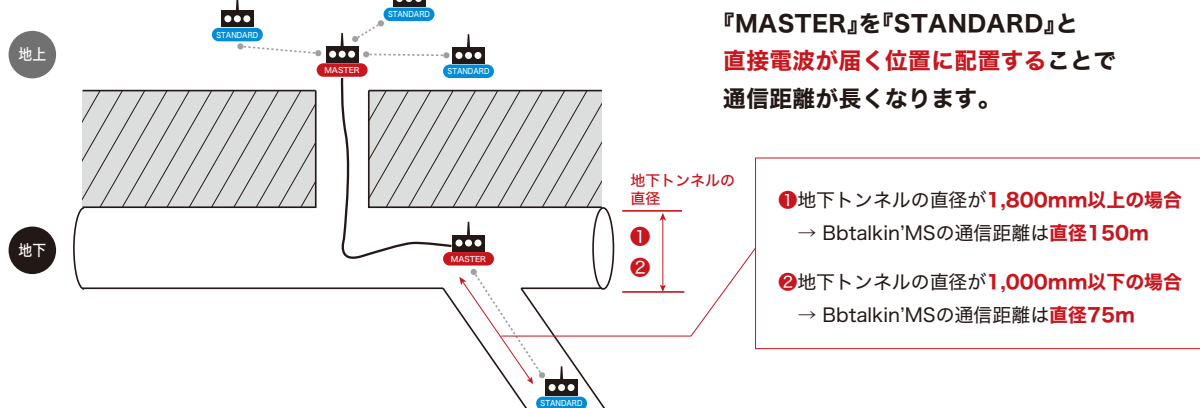 STANDARD
STANDARD
地上
MASTER
STANDARD
『MASTER』を『STANDARD』と
直接電波が届く位置に配置することで
通信距離が長くなります。
地下トンネルの
直径
❶
❷
地下
MASTER
STANDARD
❶地下トンネルの直径が1,800mm以上の場合
→ Bbtalkin'MSの通信距離は直径150m
❷地下トンネルの直径が1,000mm以下の場合
→ Bbtalkin'MSの通信距離は直径75m